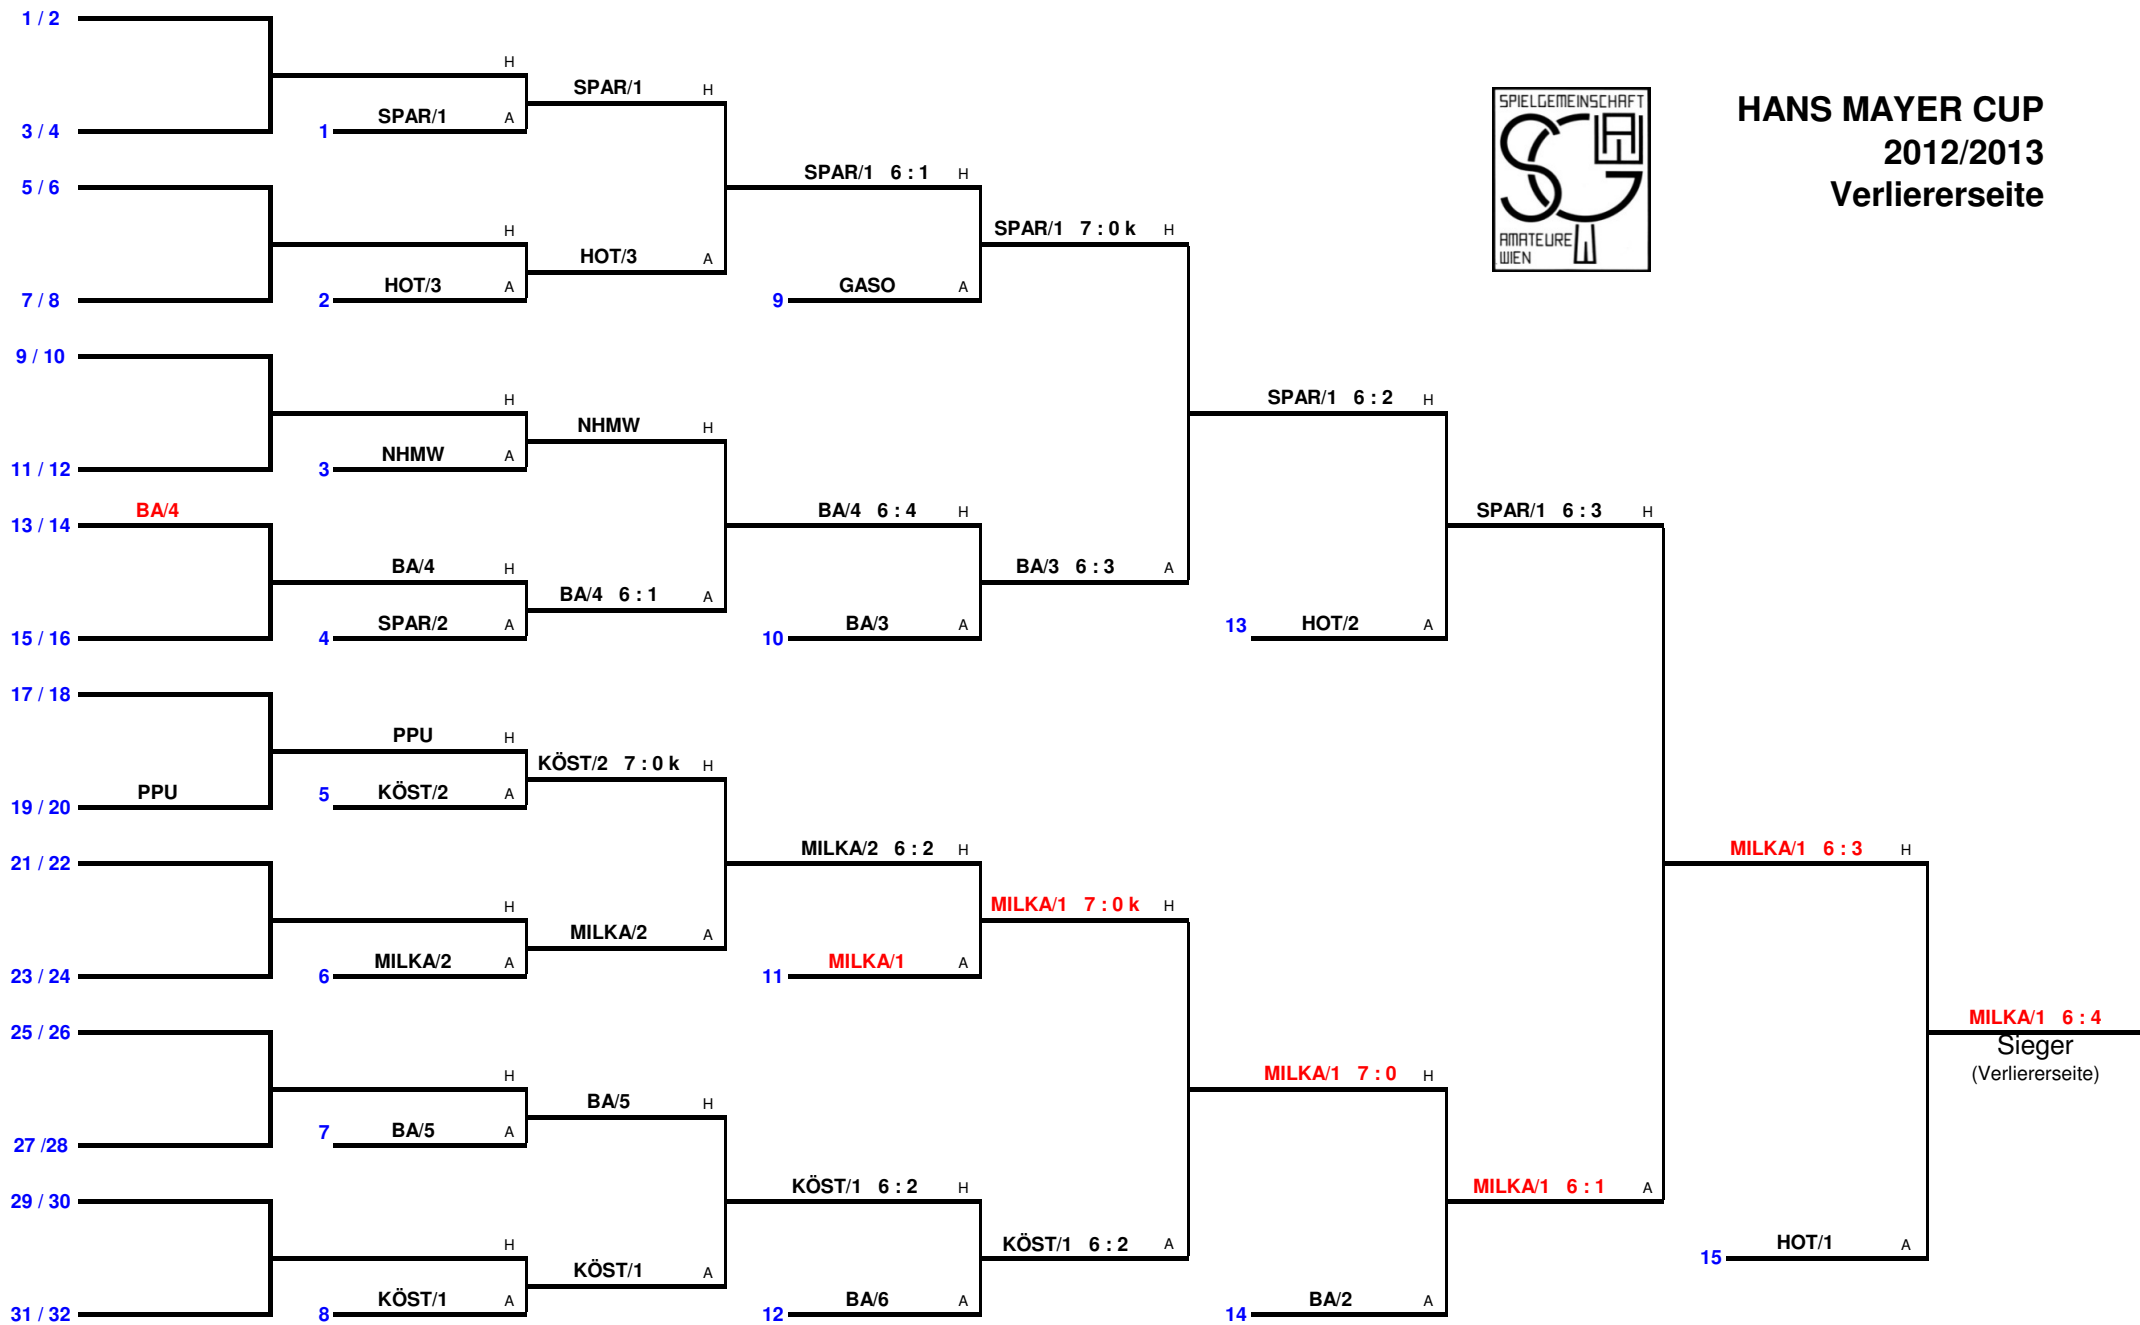 1 / 2
H
SPAR/1 H
SPIELGEMEINSCHAFT
HANS MAYER CUP
3 / 4
1 SPAR/1 A
2012/2013
5 / 6
SPAR/1 6 : 1 H
Verliererseite
H
SPAR/1 7 : 0 k H
AMATEURE
WIEN
HOT/3 A
7 / 8
2 HOT/3 A
9 GASO A
9 / 10
H
SPAR/1 6 : 2 H
NHMW H
11 / 12
3 NHMW A
13 / 14 BA/4
BA/4 6 : 4 H
SPAR/1 6 : 3 H
BA/4 H
BA/3 6 : 3 A
BA/4 6 : 1 A
15 / 16
4 SPAR/2 A
10 BA/3 A
13 HOT/2 A
17 / 18
PPU H
KÖST/2 7 : 0 k H
19 / 20 PPU
5 KÖST/2 A
21 / 22
MILKA/2 6 : 2 H
MILKA/1 6 : 3 H
H
MILKA/1 7 : 0 k H
MILKA/2 A
23 / 24
6 MILKA/2 A
11 MILKA/1 A
25 / 26
MILKA/1 6 : 4
Sieger
(Verliererseite)
H
MILKA/1 7 : 0 H
BA/5 H
27 /28
7 BA/5 A
29 / 30
KÖST/1 6 : 2 H
MILKA/1 6 : 1 A
H
KÖST/1 6 : 2 A
15 HOT/1 A
KÖST/1 A
31 / 32
8 KÖST/1 A
12 BA/6 A
14 BA/2 A